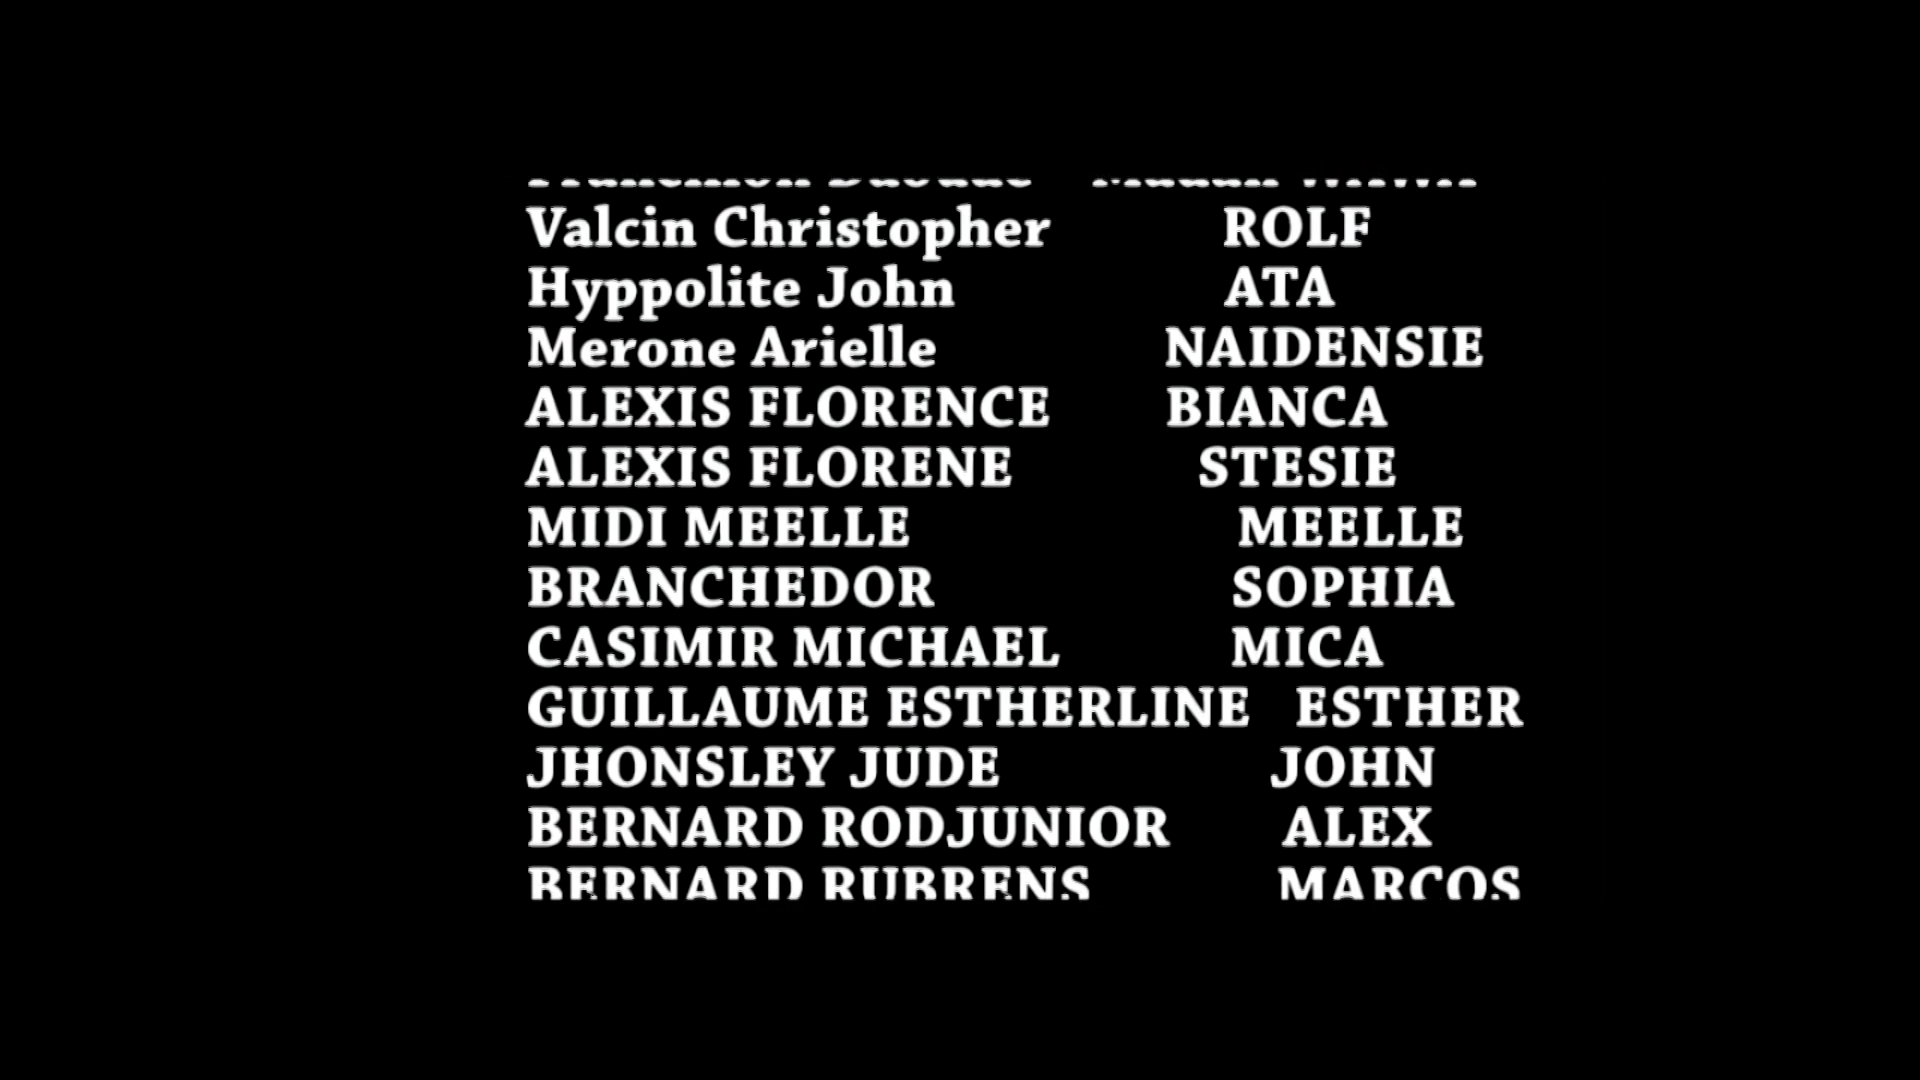 Valcin Christopher ROLF
Hyppolite John ATA
Merone Arielle NAIDENSIE
ALEXIS FLORENCE BIANCA
ALEXIS FLORENE STESIE
MIDI MEELLE MEELLE
BRANCHEDOR SOPHIA
CASIMIR MICHAEL MICA
GUILLAUME ESTHERLINE ESTHER
JHONSLEY JUDE JOHN
BERNARD RODJUNIOR ALEX
BERNARD RUBRENS MARCOS